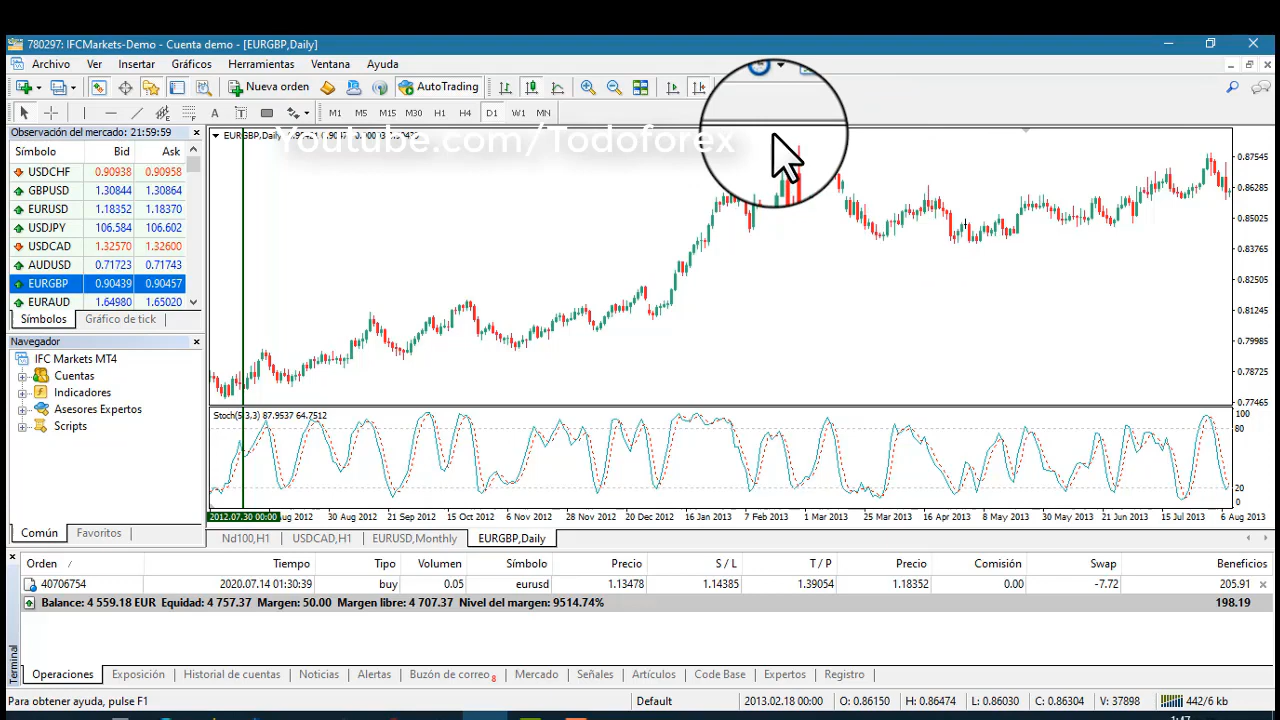 780297: IFCMarkets-Demo - Cuenta demo - [EURGBP,Daily]
Archivo Ver Insertar Gráficos Herramientas Ventana Ayuda
Nueva orden Auto Trading
A T M1 M5 M15 M30 H1 H4 D1 W1 MN
Observación del mercado: 21:59:59
Símbolo Bid Ask
USDCHF 0.90938 0.90958
GBPUSD 1.30844 1.30864
EURUSD 1.18352 1.18370
USDJPY 106.584 106.602
USDCAD 1.32570 1.32600
AUDUSD 0.71723 0.71743
EURGBP 0.90439 0.90457
EURAUD 1.64980 1.65020
Símbolos Gráfico de tick
Navegador
IFC Markets MT4
Cuentas
Indicadores
Asesores Expertos
Scripts
Común Favoritos
EURGBP,Daily
Youtube.com/Todoforex
0.87545
0.86285
0.85025
0.83765
0.82505
0.81245
0.79985
0.78725
0.77465
Stoch(5,3,3) 87.9537 64.7512
100
80
20
0
2012.07.30 00:00 ug 2012 30 Aug 2012 21 Sep 2012 15 Oct 2012 6 Nov 2012 28 Nov 2012 20 Dec 2012 16 Jan 2013 7 Feb 2013 1 Mar 2013 25 Mar 2013 16 Apr 2013 8 May 2013 30 May 2013 21 Jun 2013 15 Jul 2013 6 Aug 2013
Nd100,H1 USDCAD,H1 EURUSD,Monthly EURGBP,Daily
Orden / Tiempo Tipo Volumen Símbolo Precio S / L T / P Precio Comisión Swap Beneficios
40706754 2020.07.14 01:30:39 buy 0.05 eurusd 1.13478 1.14385 1.39054 1.18352 0.00 -7.72 205.91
Balance: 4 559.18 EUR Equidad: 4 757.37 Margen: 50.00 Margen libre: 4 707.37 Nivel del margen: 9514.74% 198.19
Terminal
Operaciones Exposición Historial de cuenta Noticias Alertas Buzón de correo 8 Mercado Señales Artículos Code Base Expertos Registro
Para obtener ayuda, pulse F1 Default 2013.02.18 00:00 O: 0.86150 H: 0.86474 L: 0.86030 C: 0.86304 V: 37898 442/6 kb